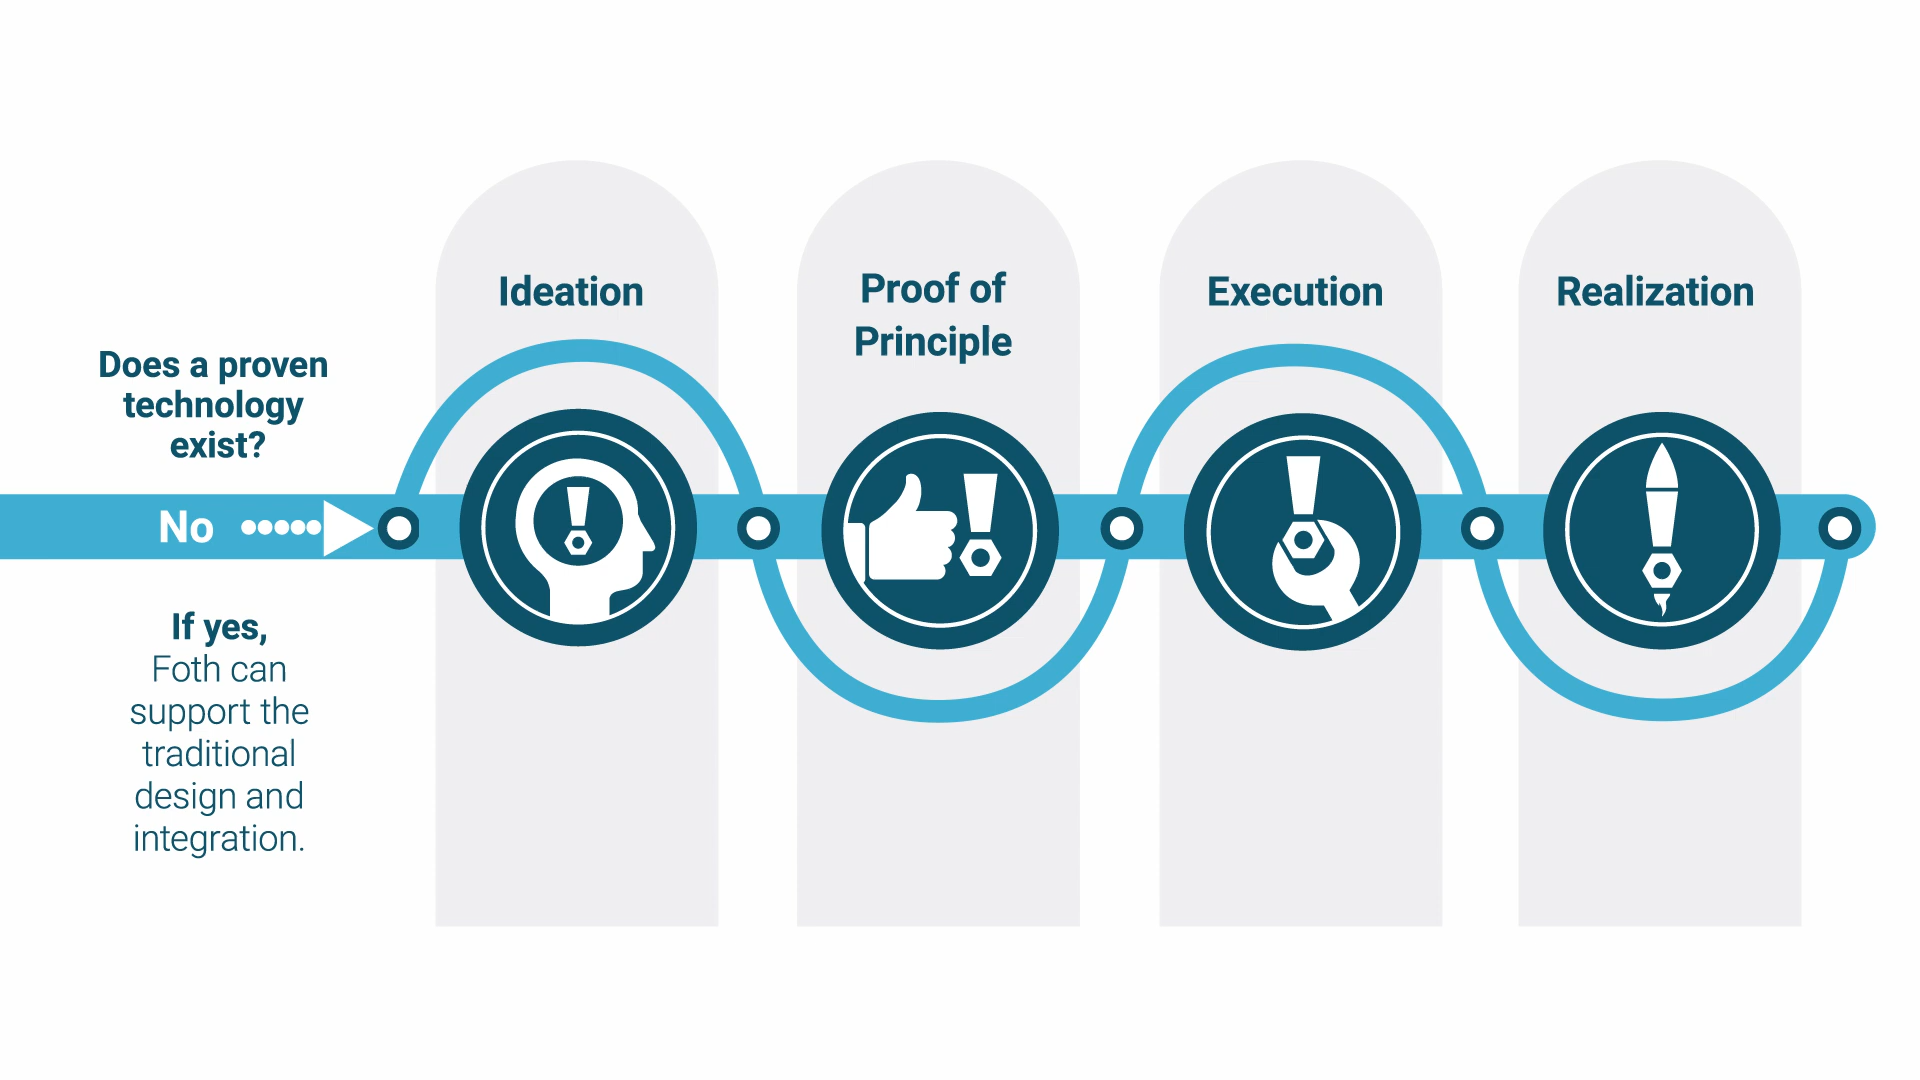 Does a proven
technology
exist?
No
If yes,
Foth can
support the
traditional
design and
integration.
Ideation
Proof of
Principle
Execution
Realization